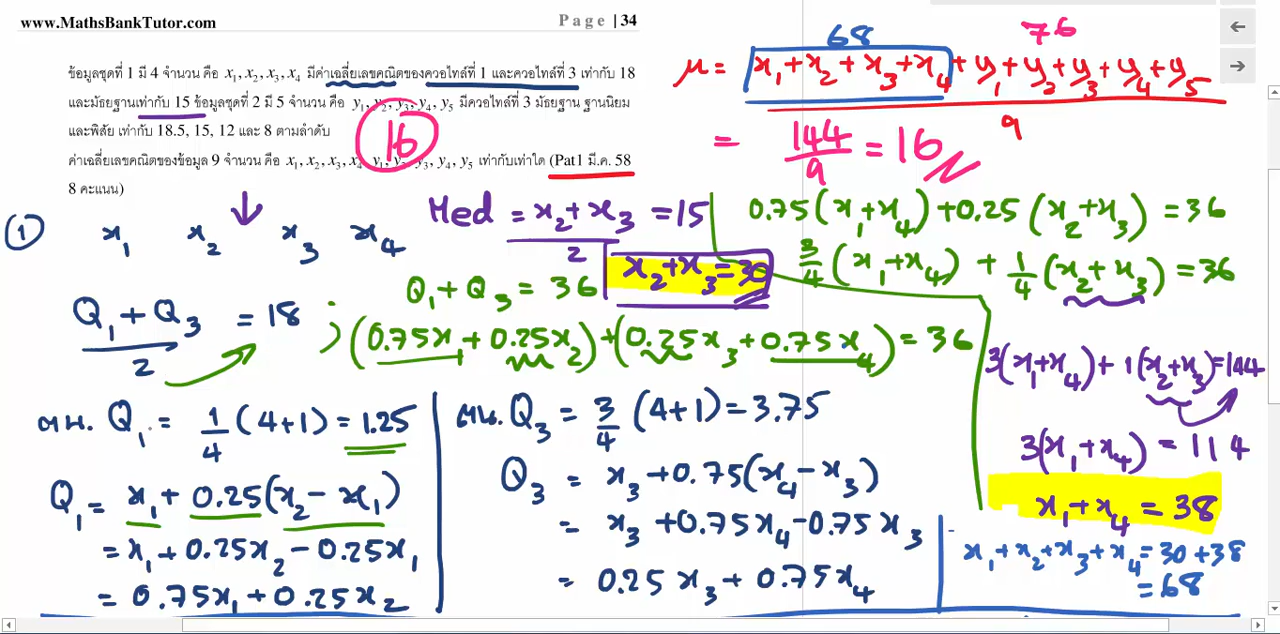 www.MathsBankTutor.com
Page | 34
ข้อมูลชุดที่ 1 มี 4 จำนวน คือ x₁, x₂, x₃, x₄ มีค่าเฉลี่ยเลขคณิตของควอไทล์ที่ 1 และควอไทล์ที่ 3 เท่ากับ 18
และมัธยฐานเท่ากับ 15 ข้อมูลชุดที่ 2 มี 5 จำนวน คือ y₁, y₂, y₃, y₄, y₅ มีควอไทล์ที่ 3 มัธยฐาน ฐานนิยม
และพิสัย เท่ากับ 18.5, 15, 12 และ 8 ตามลำดับ
ค่าเฉลี่ยเลขคณิตของข้อมูล 9 จำนวน คือ x₁, x₂, x₃, x₄ y₁, y₂, y₃, y₄, y₅ เท่ากับเท่าใด (Pat1 มี.ค. 58
8 คะแนน)
16
68 76
μ = x₁+x₂+x₃+x₄+y₁+y₂+y₃+y₄+y₅
9
= 144/9 = 16
① x₁ x₂ x₃ x₄
Med = x₂+x₃ = 15
2
x₂+x₃=30
Q₁+Q₃ = 18
2
Q₁+Q₃ = 36
; (0.75x₁+0.25x₂)+(0.25x₃+0.75x₄)=36
ตน. Q₁ = 1/4 (4+1)=1.25
Q₁ = x₁+0.25(x₂-x₁)
= x₁+0.25x₂-0.25x₁
= 0.75x₁+0.25x₂
ตน. Q₃ = 3/4 (4+1)=3.75
Q₃ = x₃+0.75(x₄-x₃)
= x₃+0.75x₄-0.75x₃
= 0.25x₃+0.75x₄
0.75(x₁+x₄)+0.25(x₂+x₃)=36
3/4(x₁+x₄)+1/4(x₂+x₃)=36
3(x₁+x₄)+1(x₂+x₃)=144
3(x₁+x₄)=114
x₁+x₄=38
x₁+x₂+x₃+x₄=30+38
=68